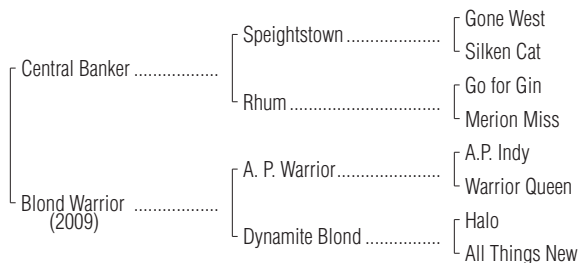 Gone West
Speightstown ....................
Silken Cat
Central Banker ..................
Go for Gin
Rhum ................................
Merion Miss
A.P. Indy
A. P. Warrior......................
Warrior Queen
Blond Warrior ..................
(2009)
Halo
Dynamite Blond ................
All Things New